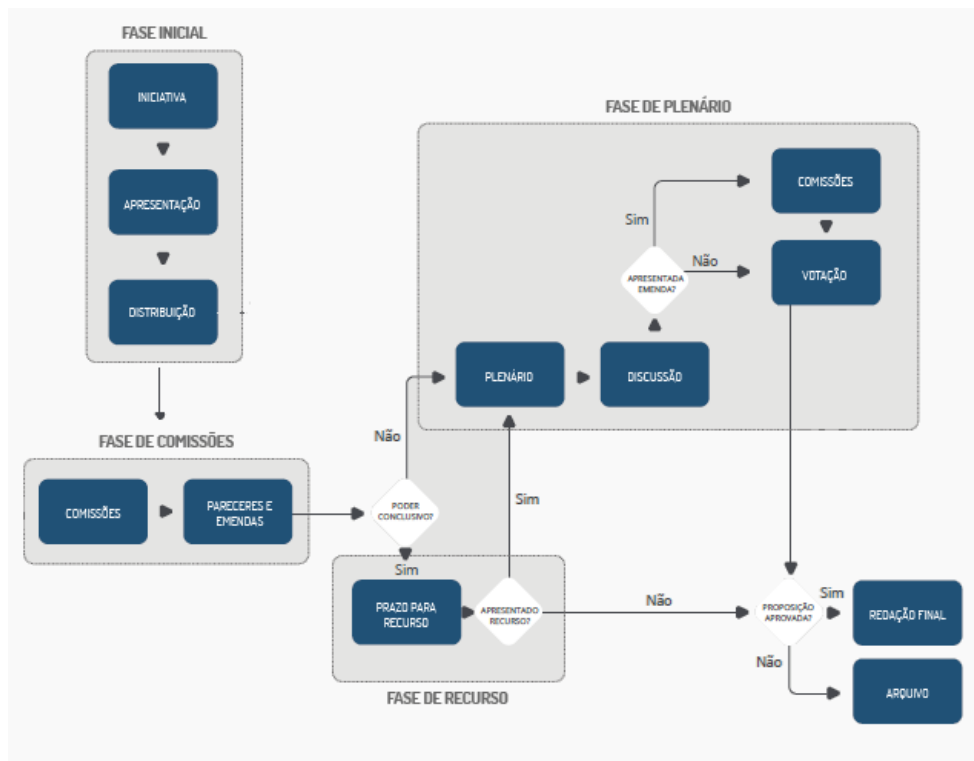 FASE INICIAL
INICIATIVA
APRESENTAÇÃO
DISTRIBUIÇÃO
FASE DE COMISSÕES
COMISSÕES
PARECERES E
EMENDAS
PODER
CONCLUSIVO?
Não
Sim
FASE DE PLENÁRIO
PLENÁRIO
DISCUSSÃO
APRESENTADA
EMENDA?
Sim
Não
COMISSÕES
VOTAÇÃO
PRAZO PARA
RECURSO
APRESENTADO
RECURSO?
Sim
Não
FASE DE RECURSO
PROPOSIÇÃO
APROVADA?
Sim
Não
REDAÇÃO FINAL
ARQUIVO